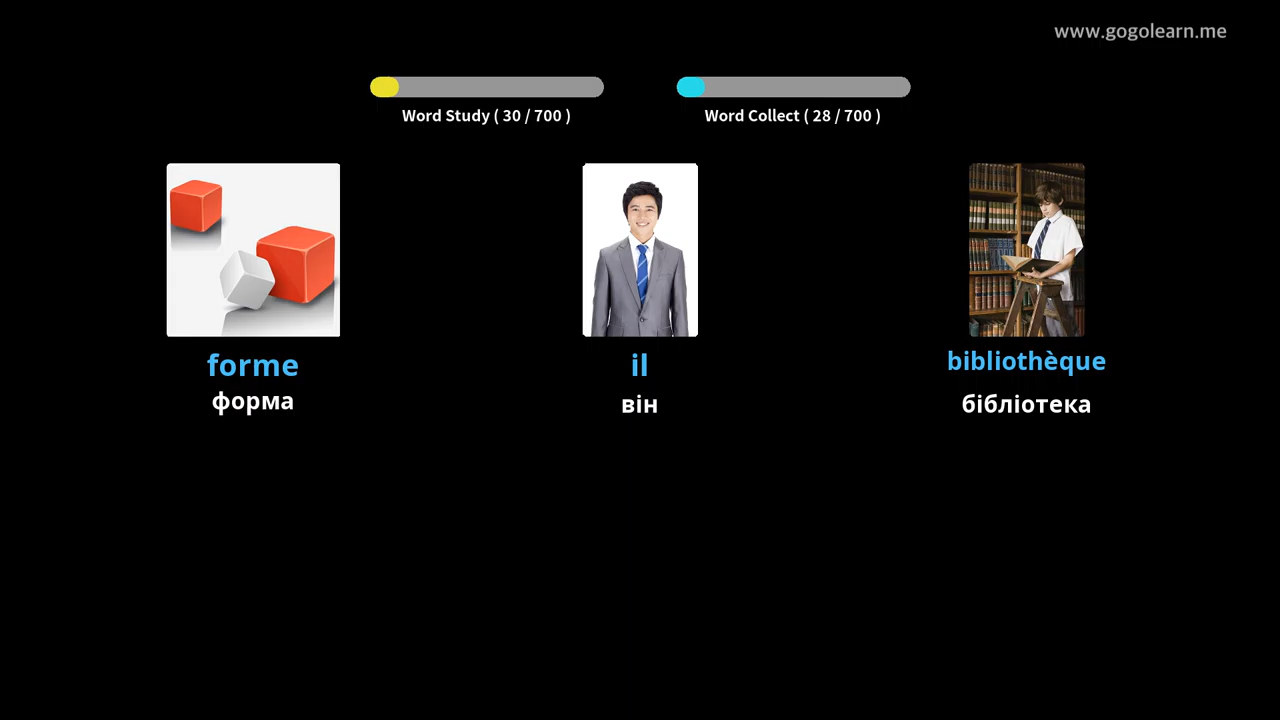 www.gogolearn.me
Word Study ( 30 / 700 )
Word Collect ( 28 / 700 )
forme
форма
il
він
bibliothèque
бібліотека